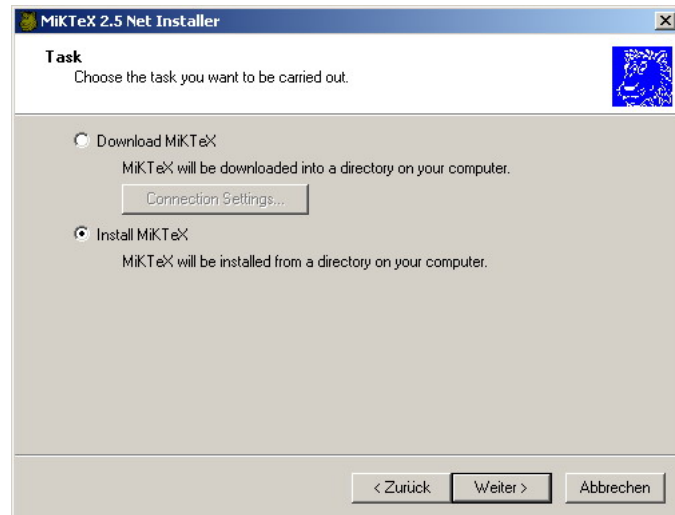 MiKTeX 2.5 Net Installer
Task
Choose the task you want to be carried out.
Download MiKTeX
MiKTeX will be downloaded into a directory on your computer.
Connection Settings...
Install MiKTeX
MiKTeX will be installed from a directory on your computer.
< Zurück Weiter > Abbrechen